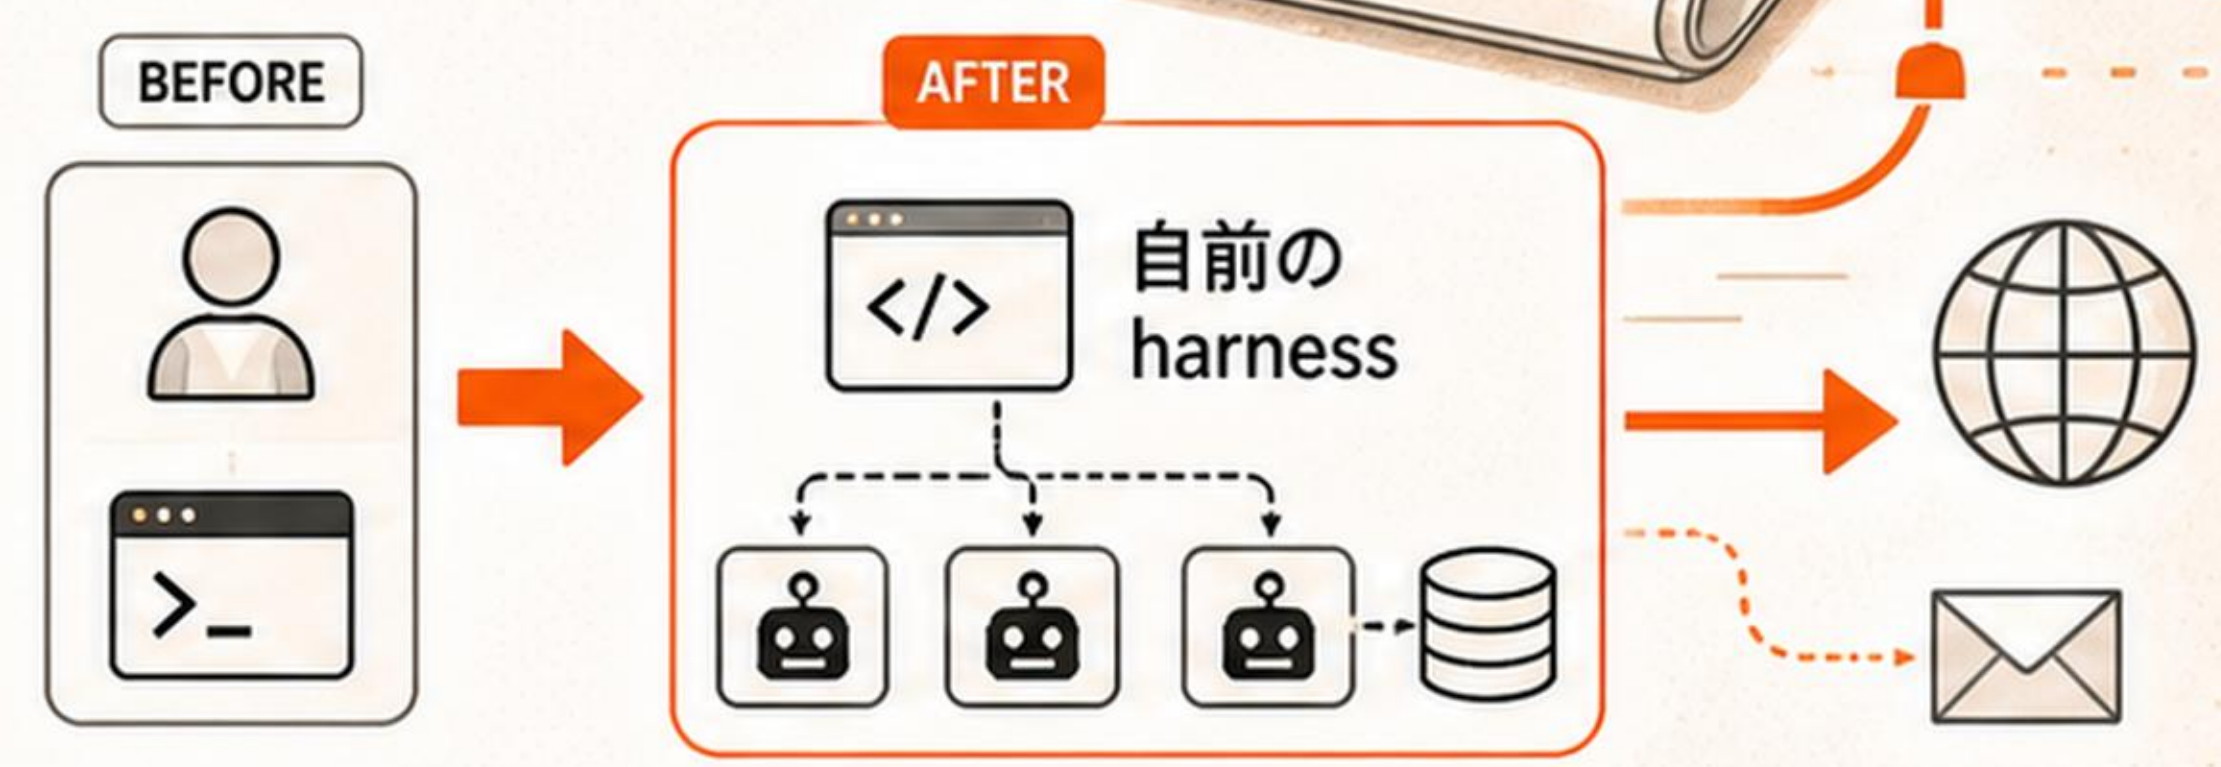 BEFORE
AFTER
</>
自前の
harness
>_